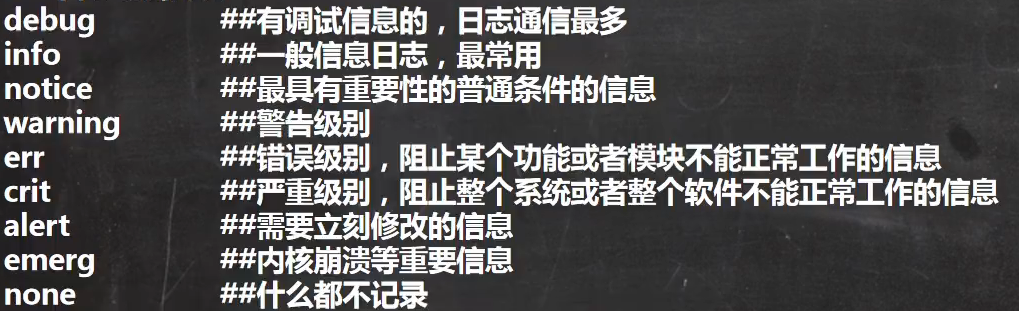 debug ##有调试信息的，日志通信最多
info ##一般信息日志，最常用
notice ##最具有重要性的普通条件的信息
warning ##警告级别
err ##错误级别，阻止某个功能或者模块不能正常工作的信息
crit ##严重级别，阻止整个系统或者整个软件不能正常工作的信息
alert ##需要立刻修改的信息
emerg ##内核崩溃等重要信息
none ##什么都不记录